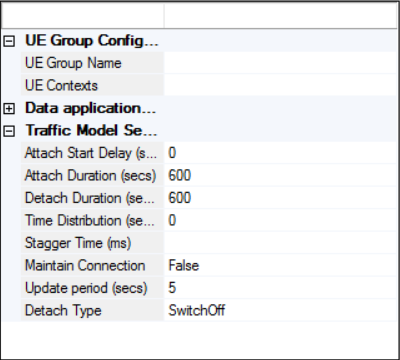 UE Group Config...
UE Group Name
UE Contexts
Data application...
Traffic Model Se...
Attach Start Delay (s... 0
Attach Duration (secs) 600
Detach Duration (se... 600
Time Distribution (se... 0
Stagger Time (ms)
Maintain Connection False
Update period (secs) 5
Detach Type SwitchOff